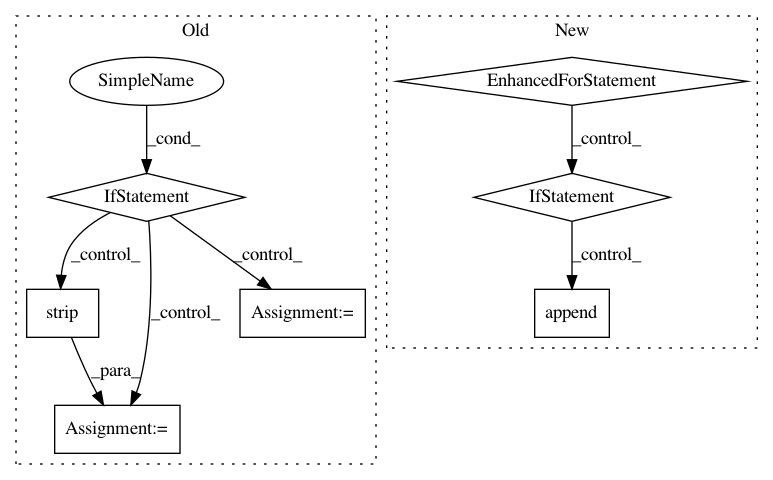 Old
New
SimpleName
EnhancedForStatement
_cond_
_control_
IfStatement
IfStatement
_control_
_control_
_control_
_control_
strip
Assignment:=
append
_para_
Assignment:=